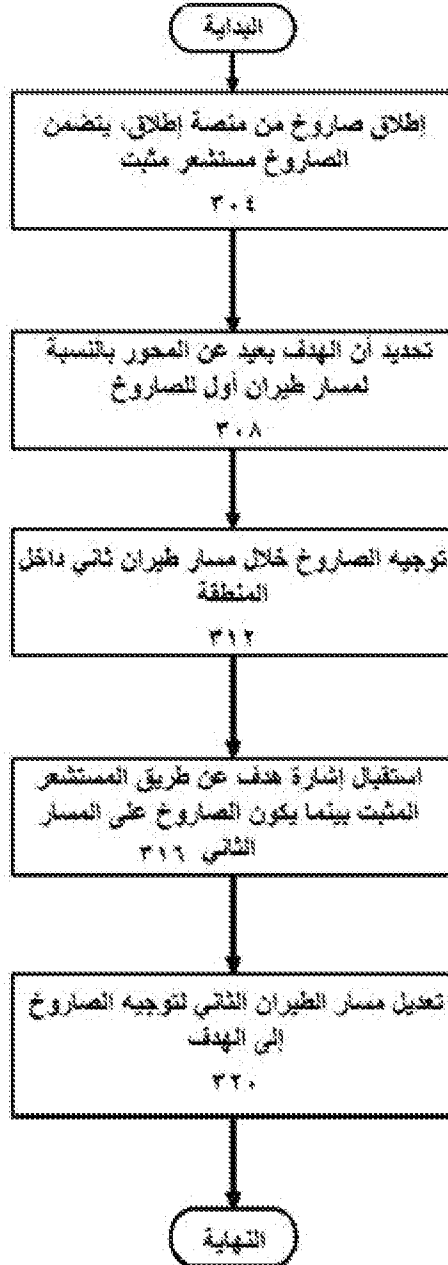 البداية
إطلاق صاروخ من منصة إطلاق، يتضمن
الصاروخ مستشعر مثبت
٣٠٤
تحديد أن الهدف بعيد عن المحور بالنسبة
لمسار طيران أول للصاروخ
٣٠٨
توجيه الصاروخ خلال مسار طيران ثاني داخل
المنطقة
٣١٢
استقبال إشارة هدف عن طريق المستشعر
المثبت بينما يكون الصاروخ على المسار
الثاني ٣١٦
تعديل مسار الطيران الثاني لتوجيه الصاروخ
إلى الهدف
٣٢٠
النهاية